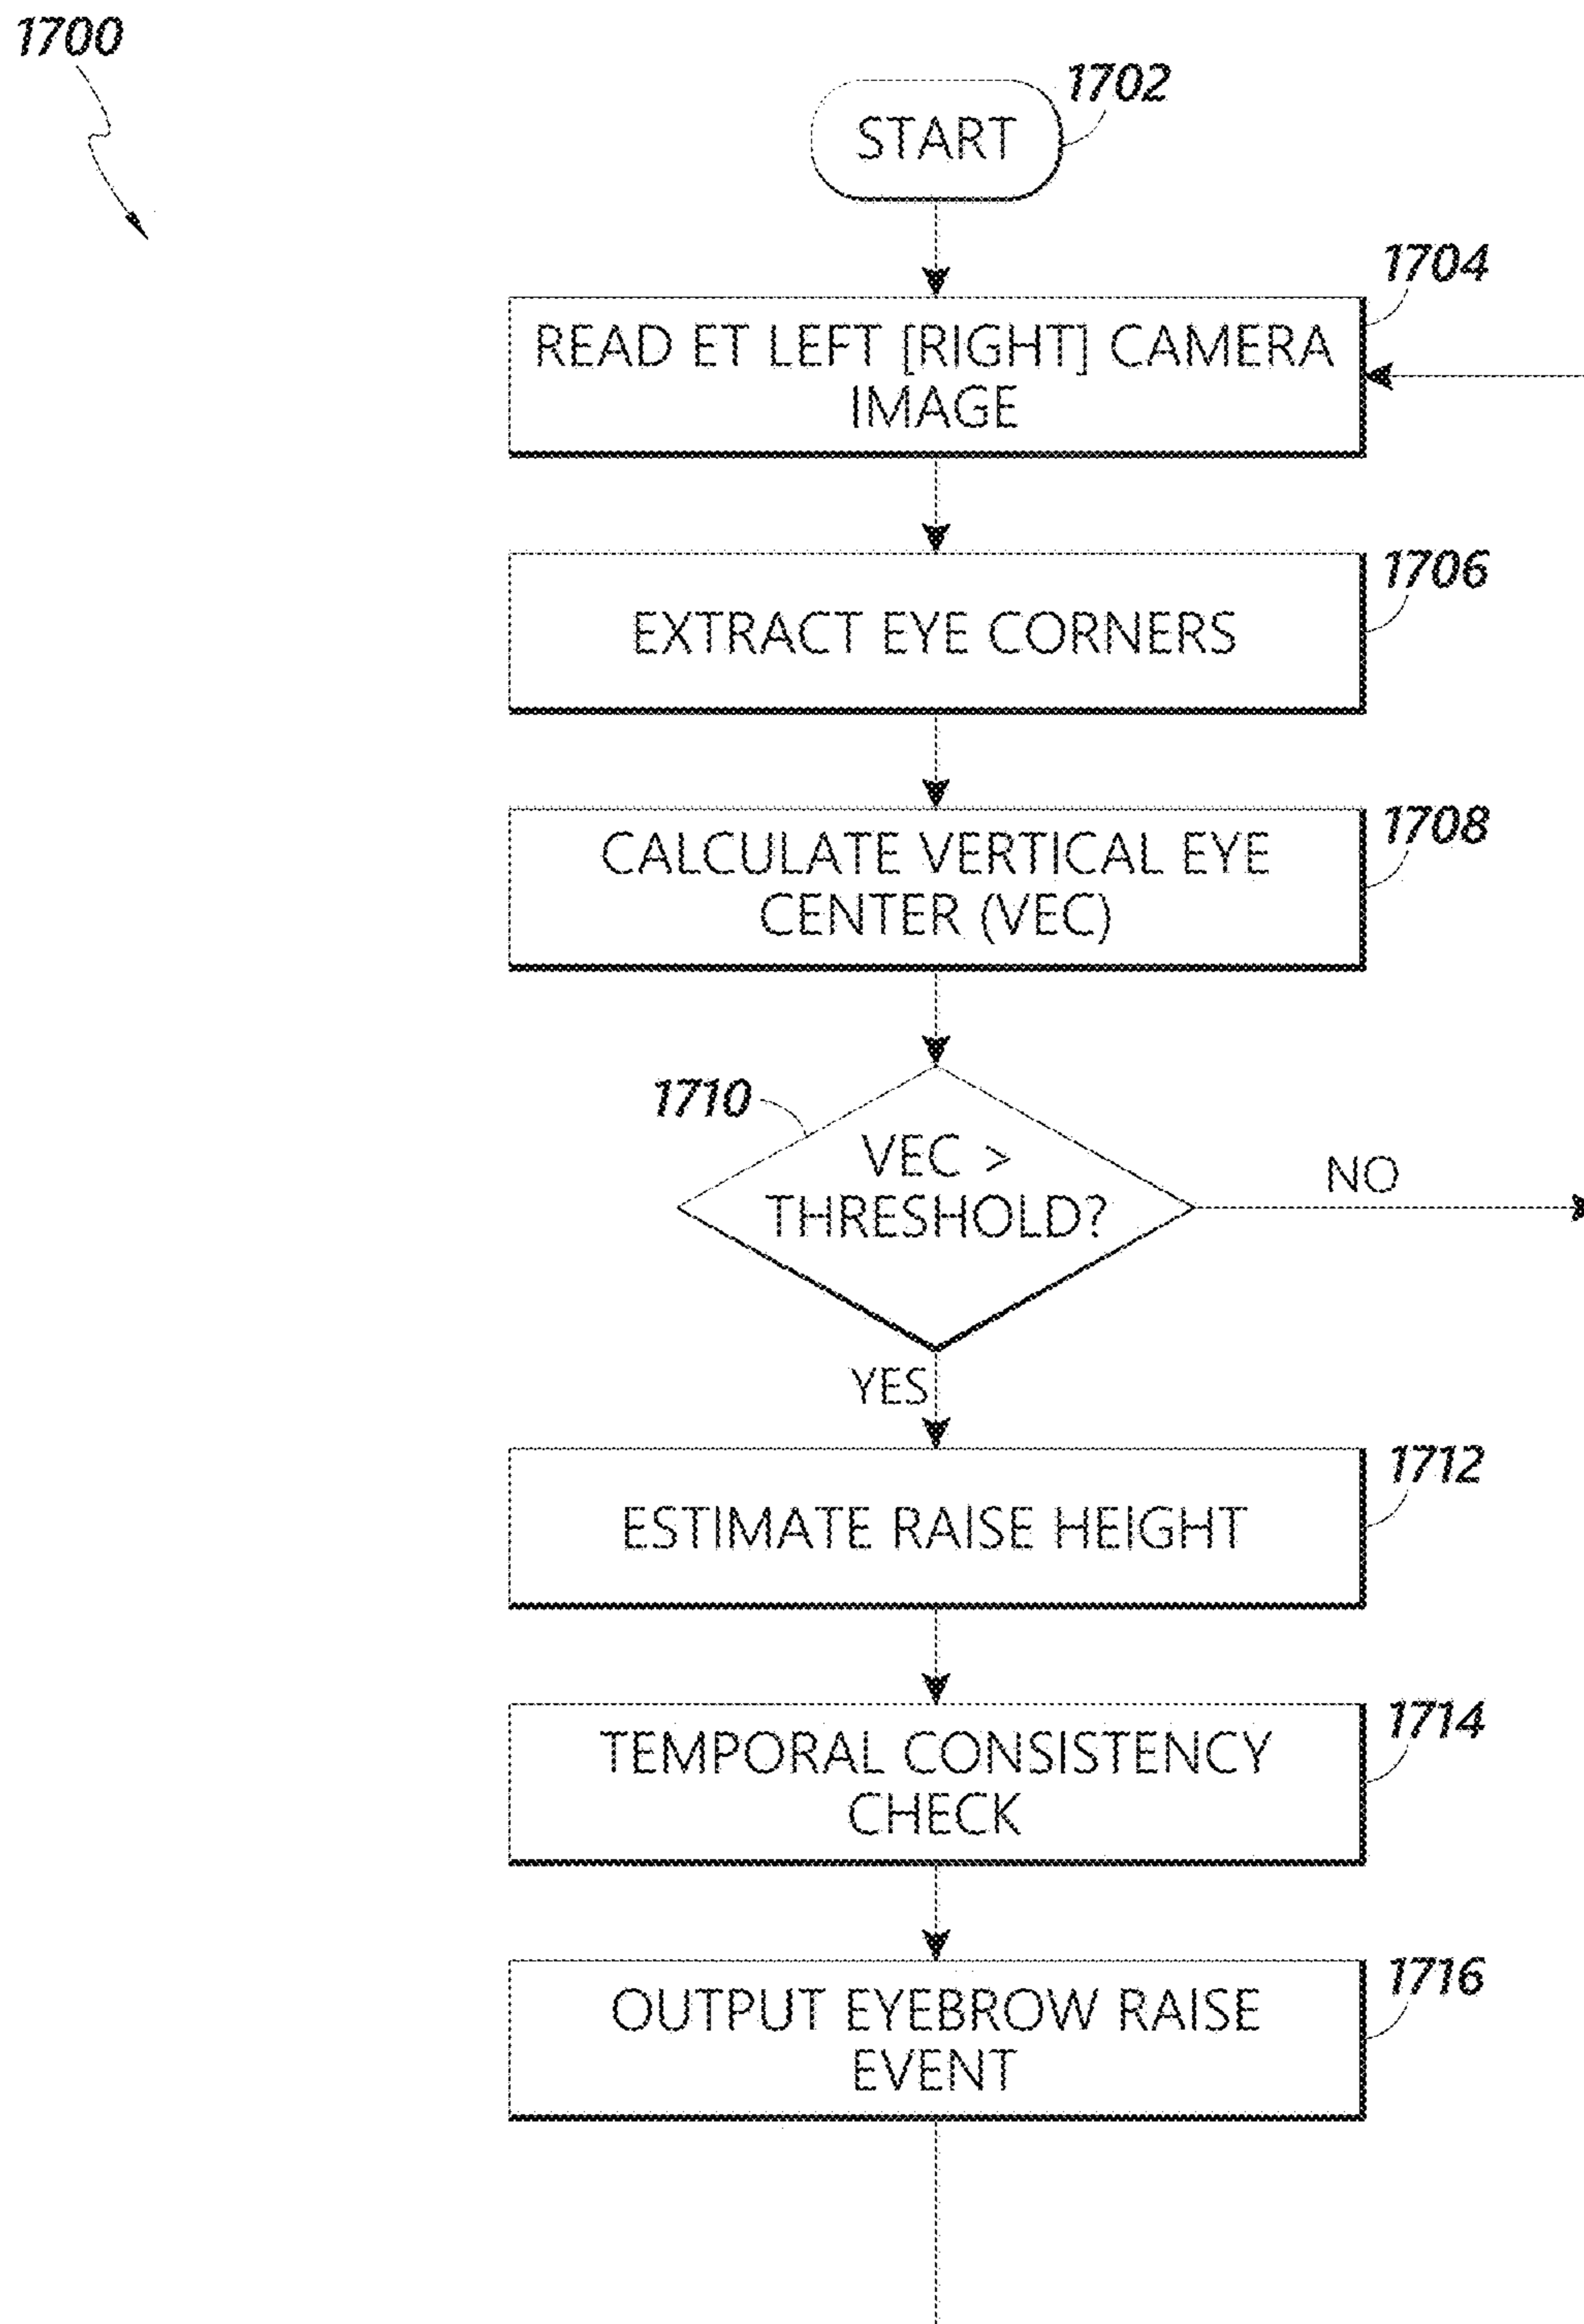 1700
1702
START
1704
READ ET LEFT [RIGHT] CAMERA
IMAGE
1706
EXTRACT EYE CORNERS
1708
CALCULATE VERTICAL EYE
CENTER (VEC)
1710
VEC >
THRESHOLD?
NO
YES
1712
ESTIMATE RAISE HEIGHT
1714
TEMPORAL CONSISTENCY
CHECK
1716
OUTPUT EYEBROW RAISE
EVENT